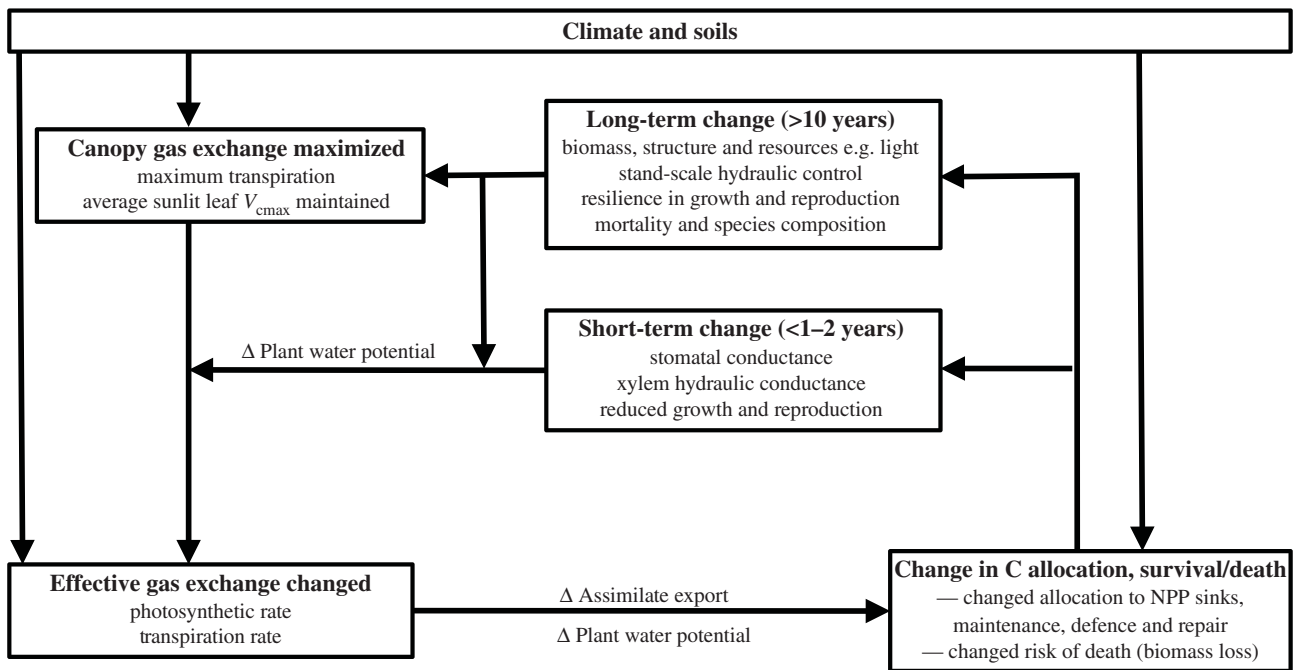 Climate and soils
Canopy gas exchange maximized
maximum transpiration
average sunlit leaf Vcmax maintained
Long-term change (>10 years)
biomass, structure and resources e.g. light
stand-scale hydraulic control
resilience in growth and reproduction
mortality and species composition
Δ Plant water potential
Short-term change (<1–2 years)
stomatal conductance
xylem hydraulic conductance
reduced growth and reproduction
Effective gas exchange changed
photosynthetic rate
transpiration rate
Δ Assimilate export
Δ Plant water potential
Change in C allocation, survival/death
— changed allocation to NPP sinks,
maintenance, defence and repair
— changed risk of death (biomass loss)